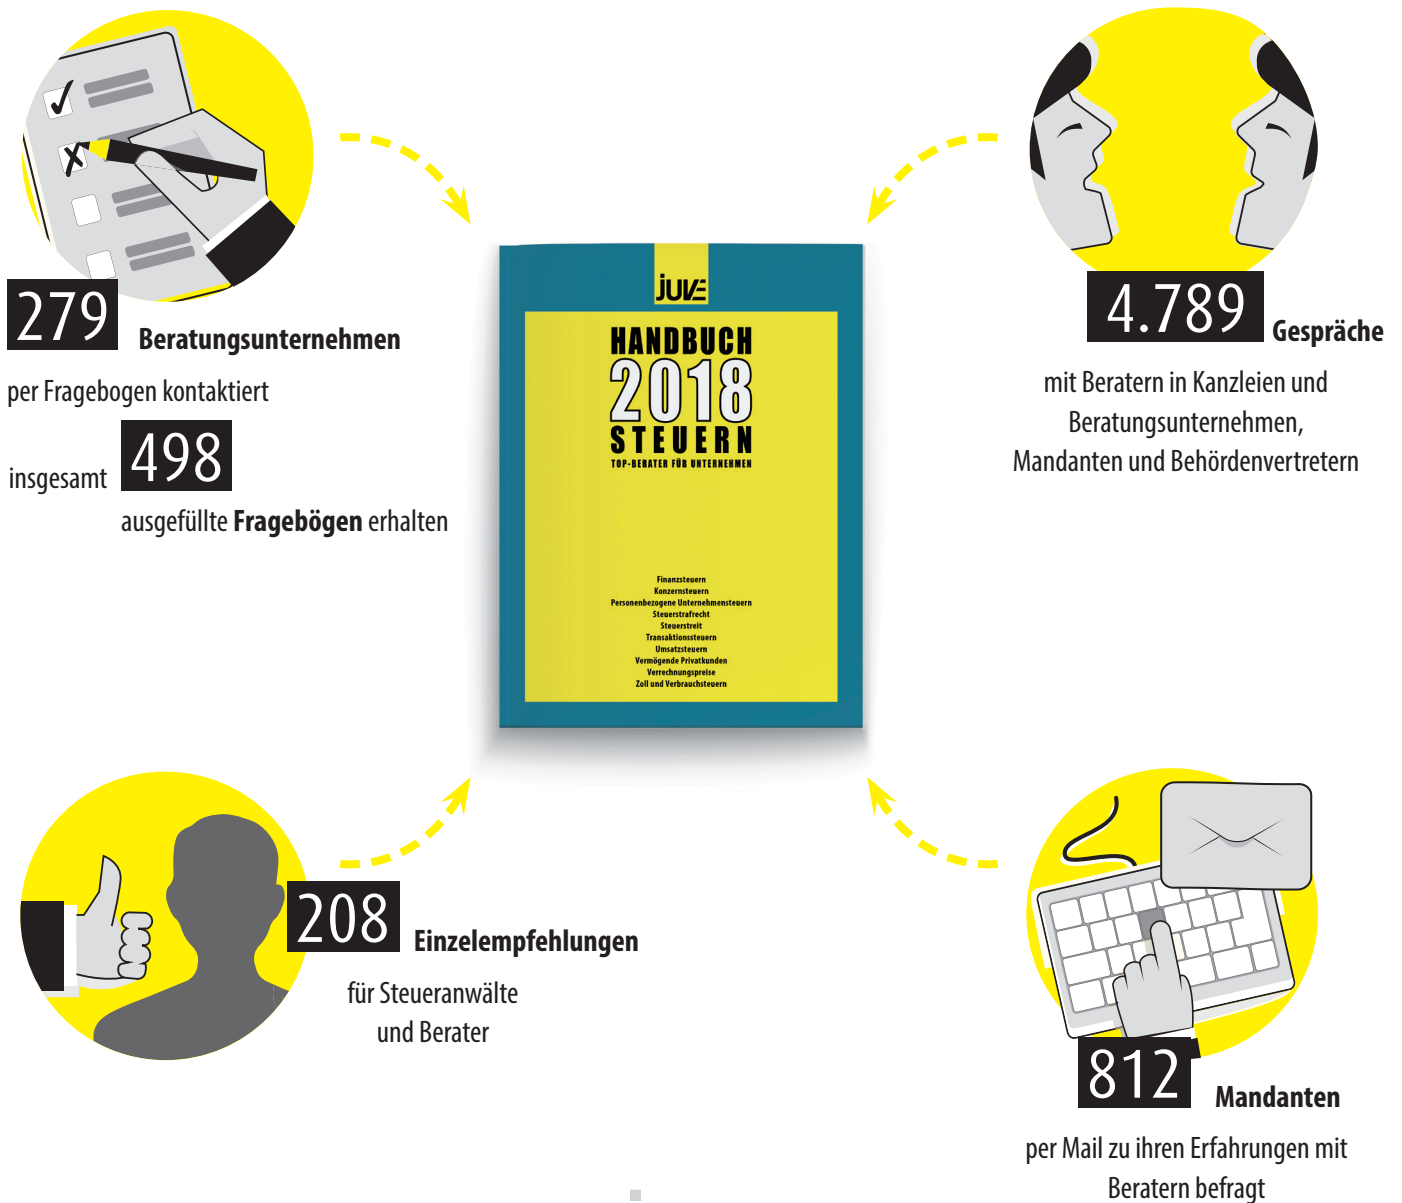 279
Beratungsunternehmen
per Fragebogen kontaktiert
insgesamt 498
ausgefüllte Fragebögen erhalten
4.789 Gespräche
mit Beratern in Kanzleien und
Beratungsunternehmen,
Mandanten und Behördenvertretern
JUVE
HANDBUCH
2018
STEUERN
TOP-BERATER FÜR UNTERNEHMEN
Finanzsteuern
Konzernsteuern
Personenbezogene Unternehmensteuern
Steuerstrafrecht
Steuerstreit
Transaktionssteuern
Umsatzsteuern
Vermögende Privatkunden
Verrechnungspreise
Zoll und Verbrauchsteuern
208 Einzelempfehlungen
für Steueranwälte
und Berater
812 Mandanten
per Mail zu ihren Erfahrungen mit
Beratern befragt